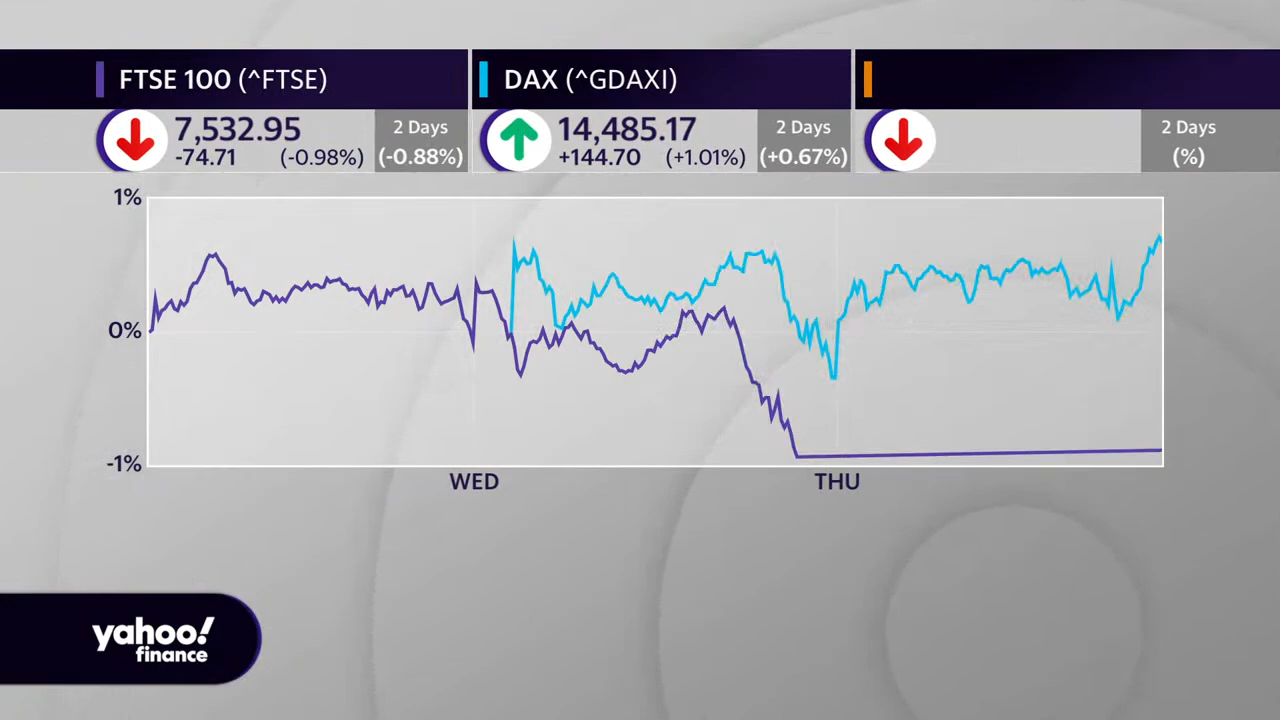 FTSE 100 (^FTSE)
7,532.95
-74.71 (-0.98%)
2 Days
(-0.88%)
DAX (^GDAXI)
14,485.17
+144.70 (+1.01%)
2 Days
(+0.67%)
2 Days
(%)
1%
0%
-1%
WED THU
yahoo!
finance